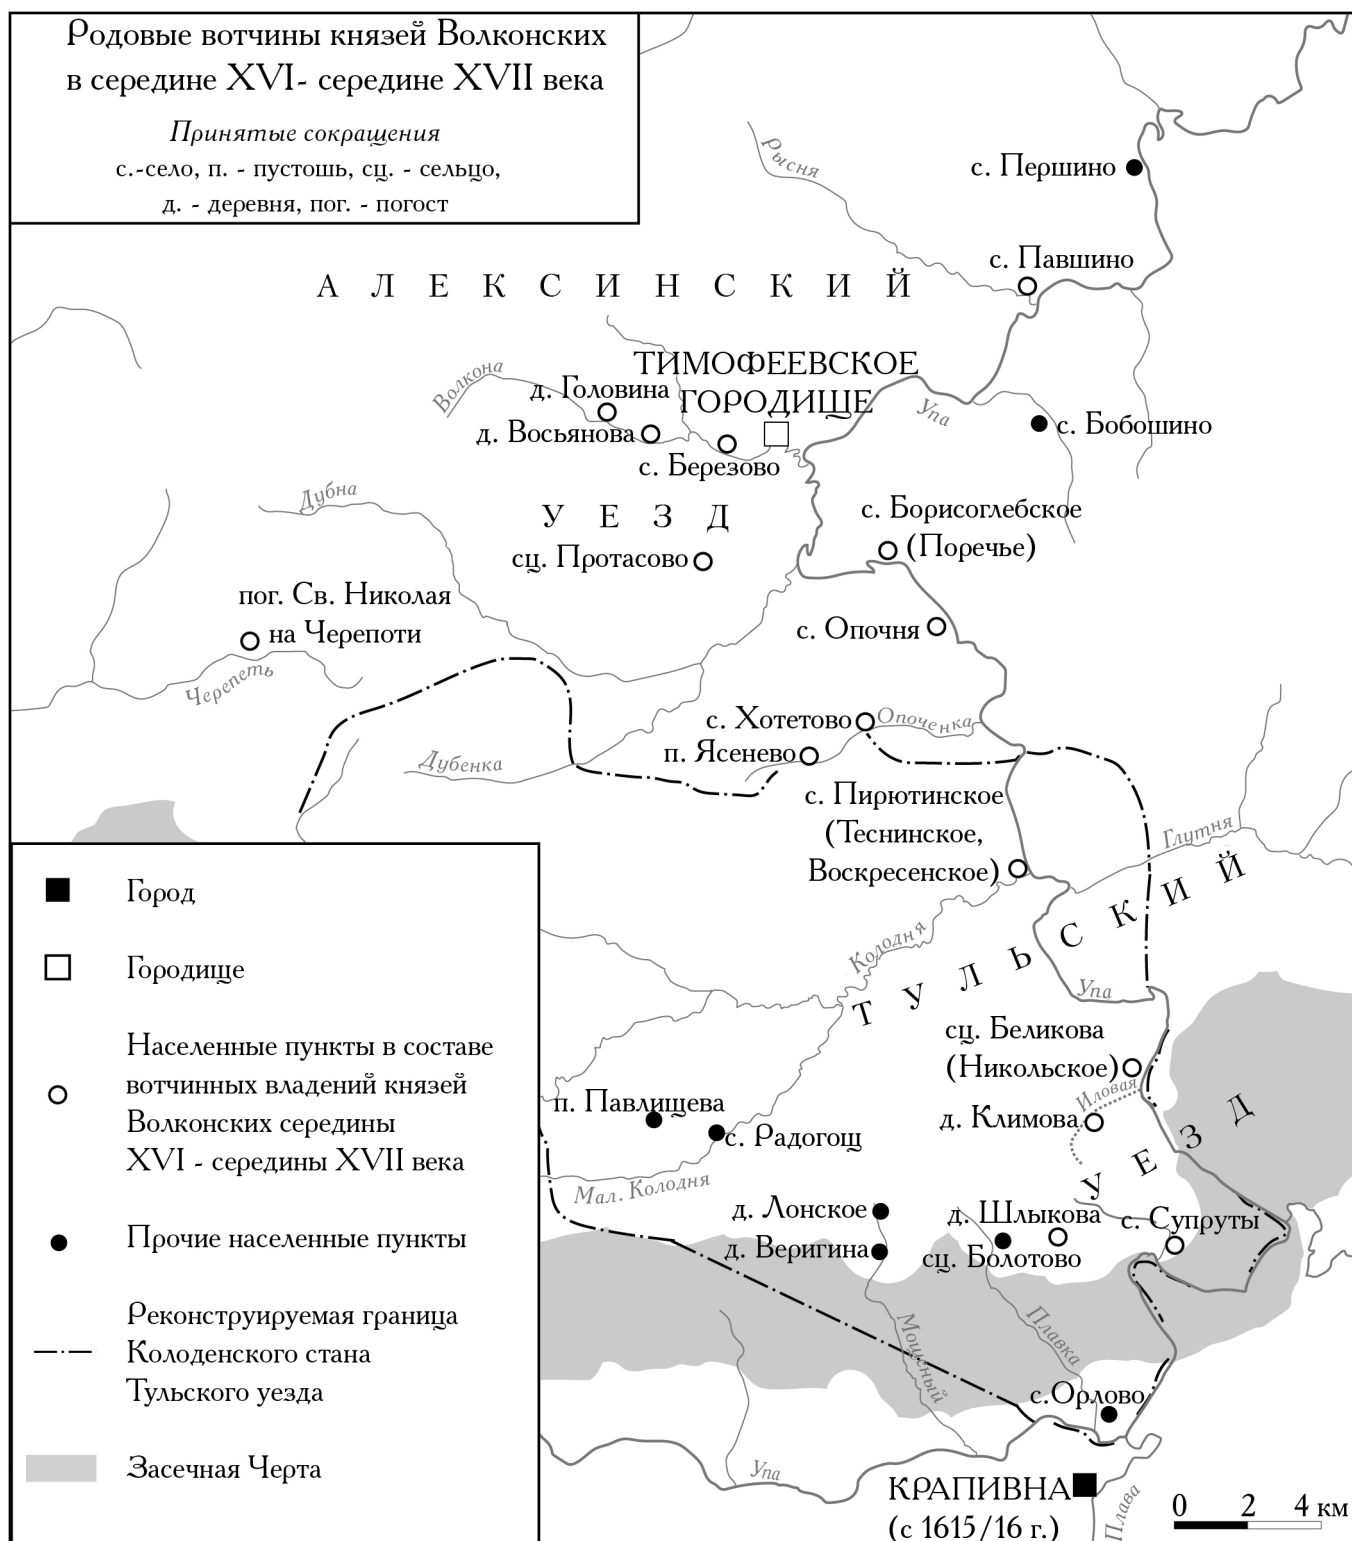 Родовые вотчины князей Волконских
в середине XVI- середине XVII века
Принятые сокращения
с.-село, п. - пустошь, сц. - сельцо,
д. - деревня, пог. - погост
Рысня
с. Першино
с. Павшино
АЛЕКСИНСКИЙ
ТИМОФЕЕВСКОЕ
ГОРОДИЩЕ
Волкона
д. Головина
Упа
д. Восьянова
с. Бобошино
с. Березово
Дубна
УЕЗД
с. Борисоглебское
(Поречье)
сц. Протасово
пог. Св. Николая
на Черепоти
с. Опочня
Черепеть
с. Хотетово
Опоченка
п. Ясенево
Дубенка
с. Пирютинское
(Теснинское,
Воскресенское)
Глутня
Колодня
ТУЛЬСКИЙ
Упа
сц. Беликова
(Никольское)
Иловая
п. Павлищева
д. Климова
с. Радогощ
УЕЗД
Мал. Колодня
д. Лонское
д. Шлыкова
с. Супруты
д. Веригина
сц. Болотово
Мощеный
Плавка
с.Орлово
Упа
КРАПИВНА
(с 1615/16 г.)
Плава
0 2 4 км
Город
Городище
Населенные пункты в составе
вотчинных владений князей
Волконских середины
XVI - середины XVII века
Прочие населенные пункты
Реконструируемая граница
Колоденского стана
Тульского уезда
Засечная Черта